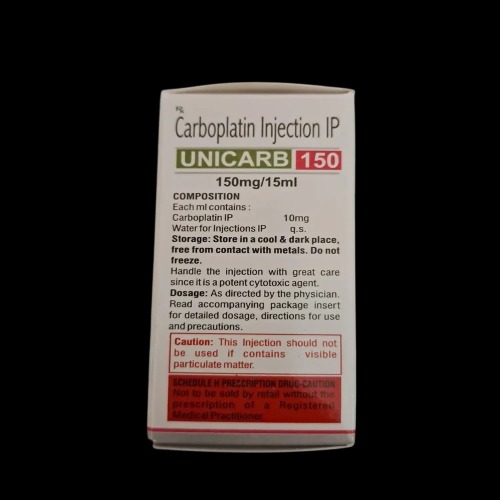 Rx
Carboplatin Injection IP
UNICARB 150
150mg/15ml
COMPOSITION
Each ml contains :
Carboplatin IP 10mg
Water for Injections IP q.s.
Storage: Store in a cool & dark place,
free from contact with metals. Do not
freeze.
Handle the injection with great care
since it is a potent cytotoxic agent.
Dosage: As directed by the physician.
Read accompanying package insert
for detailed dosage, directions for use
and precautions.
Caution: This Injection should not
be used if contains visible
particulate matter.
SCHEDULE H PRESCRIPTION DRUG-CAUTION
Not to be sold by retail without the
prescription of a Registered
Medical Practitioner.